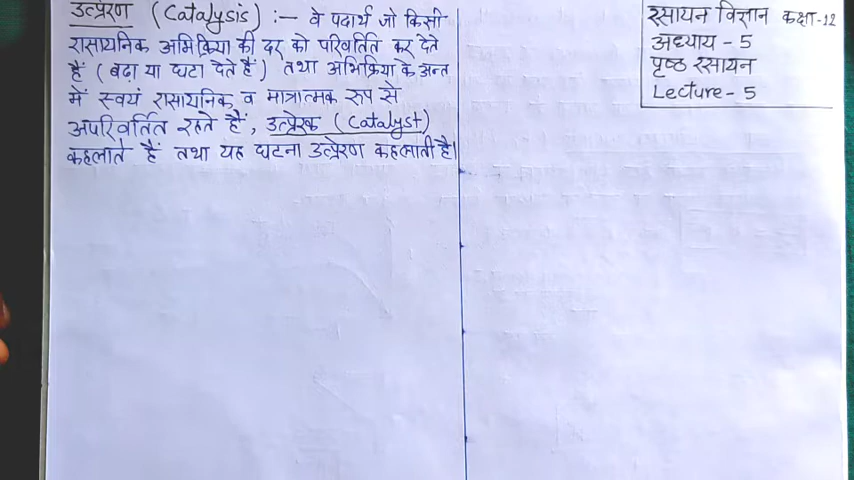 उत्प्रेरण (Catalysis) :— वे पदार्थ जो किसी
रासायनिक अभिक्रिया की दर को परिवर्तित कर देते
हैं (बढ़ा या घटा देते हैं) तथा अभिक्रिया के अन्त
में स्वयं रासायनिक व मात्रात्मक रूप से
अपरिवर्तित रहते हैं, उत्प्रेरक (Catalyst)
कहलाते हैं तथा यह घटना उत्प्रेरण कहलाती है।
रसायन विज्ञान कक्षा-12
अध्याय - 5
पृष्ठ रसायन
Lecture - 5